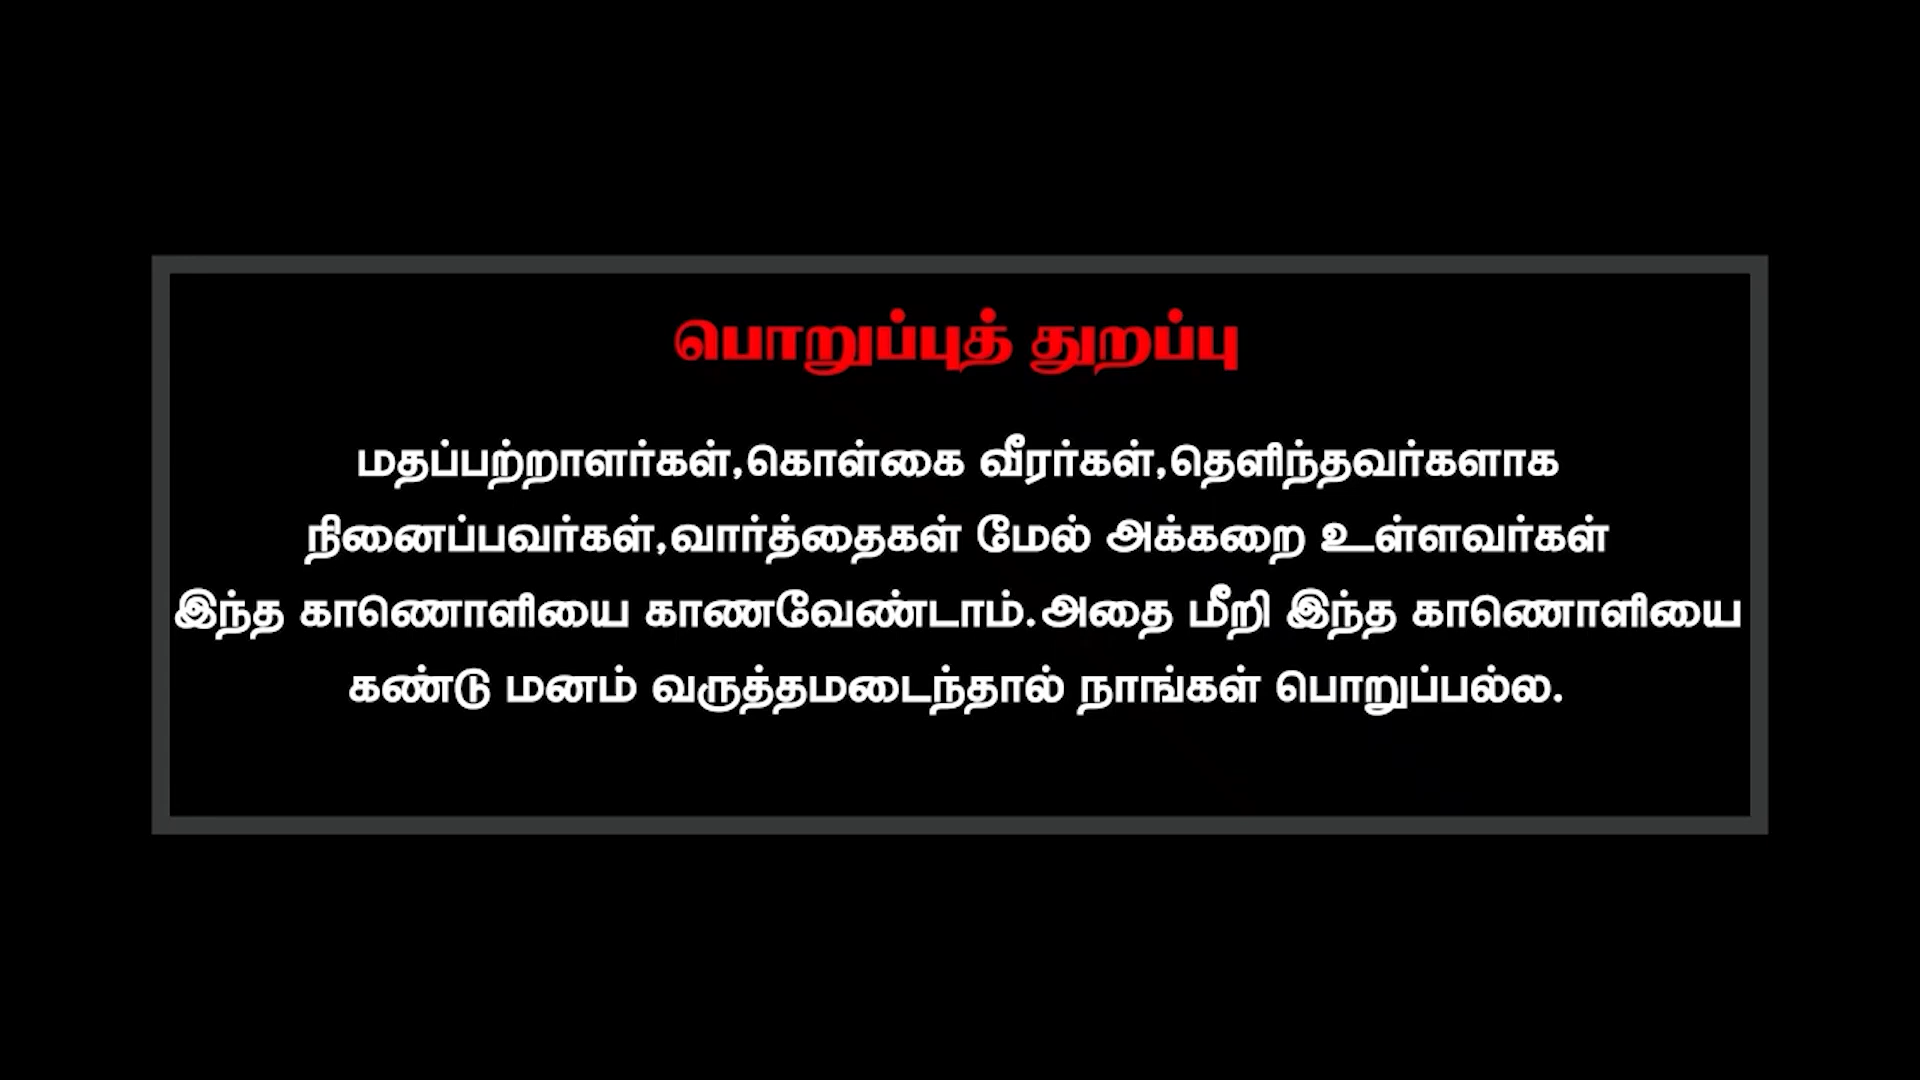 பொறுப்புத் துறப்பு
மதப்பற்றாளர்கள்,கொள்கை வீரர்கள்,தெளிந்தவர்களாக
நினைப்பவர்கள்,வார்த்தைகள் மேல் அக்கறை உள்ளவர்கள்
இந்த காணொளியை காணவேண்டாம்.அதை மீறி இந்த காணொளியை
கண்டு மனம் வருத்தமடைந்தால் நாங்கள் பொறுப்பல்ல.